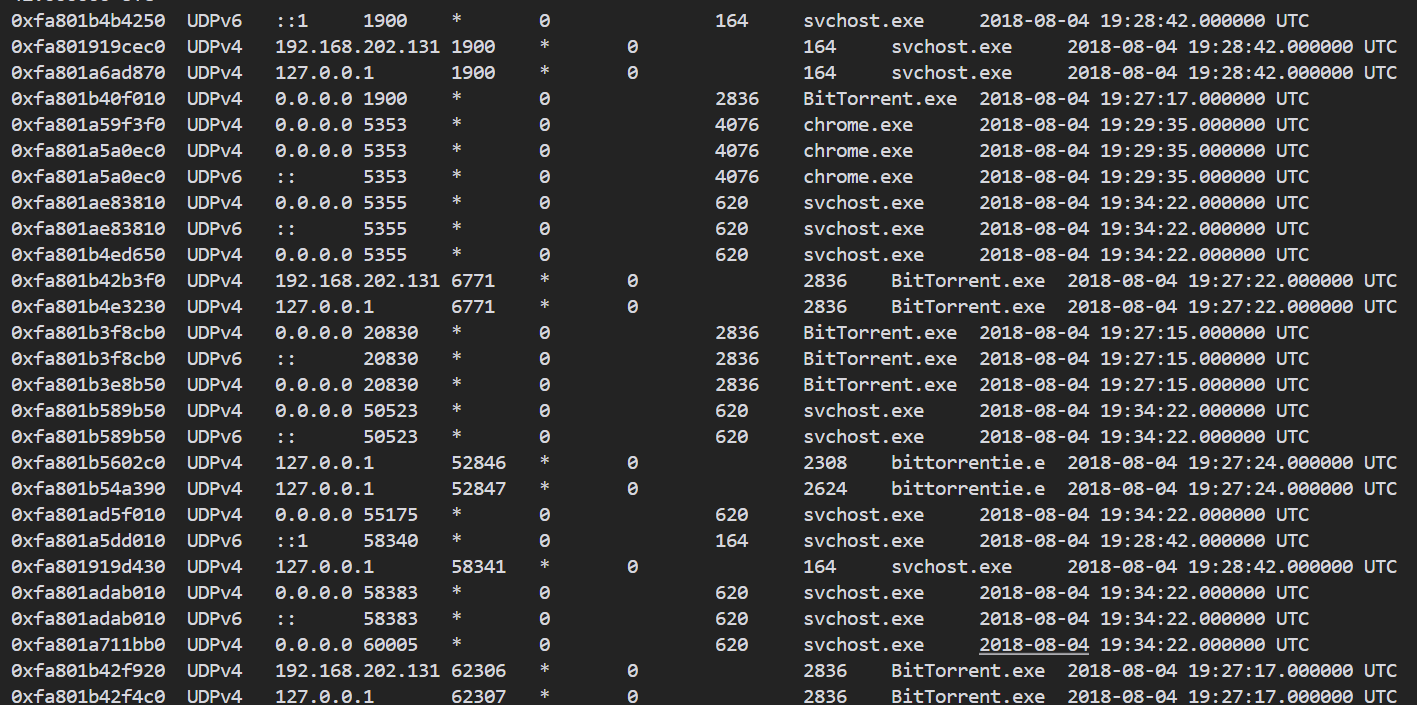 0xfa801b4b4250 UDPv6 ::1 1900 * 0 164 svchost.exe 2018-08-04 19:28:42.000000 UTC
0xfa801919cec0 UDPv4 192.168.202.131 1900 * 0 164 svchost.exe 2018-08-04 19:28:42.000000 UTC
0xfa801a6ad870 UDPv4 127.0.0.1 1900 * 0 164 svchost.exe 2018-08-04 19:28:42.000000 UTC
0xfa801b40f010 UDPv4 0.0.0.0 1900 * 0 2836 BitTorrent.exe 2018-08-04 19:27:17.000000 UTC
0xfa801a59f3f0 UDPv4 0.0.0.0 5353 * 0 4076 chrome.exe 2018-08-04 19:29:35.000000 UTC
0xfa801a5a0ec0 UDPv4 0.0.0.0 5353 * 0 4076 chrome.exe 2018-08-04 19:29:35.000000 UTC
0xfa801a5a0ec0 UDPv6 :: 5353 * 0 4076 chrome.exe 2018-08-04 19:29:35.000000 UTC
0xfa801ae83810 UDPv4 0.0.0.0 5355 * 0 620 svchost.exe 2018-08-04 19:34:22.000000 UTC
0xfa801ae83810 UDPv6 :: 5355 * 0 620 svchost.exe 2018-08-04 19:34:22.000000 UTC
0xfa801b4ed650 UDPv4 0.0.0.0 5355 * 0 620 svchost.exe 2018-08-04 19:34:22.000000 UTC
0xfa801b42b3f0 UDPv4 192.168.202.131 6771 * 0 2836 BitTorrent.exe 2018-08-04 19:27:22.000000 UTC
0xfa801b4e3230 UDPv4 127.0.0.1 6771 * 0 2836 BitTorrent.exe 2018-08-04 19:27:22.000000 UTC
0xfa801b3f8cb0 UDPv4 0.0.0.0 20830 * 0 2836 BitTorrent.exe 2018-08-04 19:27:15.000000 UTC
0xfa801b3f8cb0 UDPv6 :: 20830 * 0 2836 BitTorrent.exe 2018-08-04 19:27:15.000000 UTC
0xfa801b3e8b50 UDPv4 0.0.0.0 20830 * 0 2836 BitTorrent.exe 2018-08-04 19:27:15.000000 UTC
0xfa801b589b50 UDPv4 0.0.0.0 50523 * 0 620 svchost.exe 2018-08-04 19:34:22.000000 UTC
0xfa801b589b50 UDPv6 :: 50523 * 0 620 svchost.exe 2018-08-04 19:34:22.000000 UTC
0xfa801b5602c0 UDPv4 127.0.0.1 52846 * 0 2308 bittorrentie.e 2018-08-04 19:27:24.000000 UTC
0xfa801b54a390 UDPv4 127.0.0.1 52847 * 0 2624 bittorrentie.e 2018-08-04 19:27:24.000000 UTC
0xfa801ad5f010 UDPv4 0.0.0.0 55175 * 0 620 svchost.exe 2018-08-04 19:34:22.000000 UTC
0xfa801a5dd010 UDPv6 ::1 58340 * 0 164 svchost.exe 2018-08-04 19:28:42.000000 UTC
0xfa801919d430 UDPv4 127.0.0.1 58341 * 0 164 svchost.exe 2018-08-04 19:28:42.000000 UTC
0xfa801adab010 UDPv4 0.0.0.0 58383 * 0 620 svchost.exe 2018-08-04 19:34:22.000000 UTC
0xfa801adab010 UDPv6 :: 58383 * 0 620 svchost.exe 2018-08-04 19:34:22.000000 UTC
0xfa801a711bb0 UDPv4 0.0.0.0 60005 * 0 620 svchost.exe 2018-08-04 19:34:22.000000 UTC
0xfa801b42f920 UDPv4 192.168.202.131 62306 * 0 2836 BitTorrent.exe 2018-08-04 19:27:17.000000 UTC
0xfa801b42f4c0 UDPv4 127.0.0.1 62307 * 0 2836 BitTorrent.exe 2018-08-04 19:27:17.000000 UTC